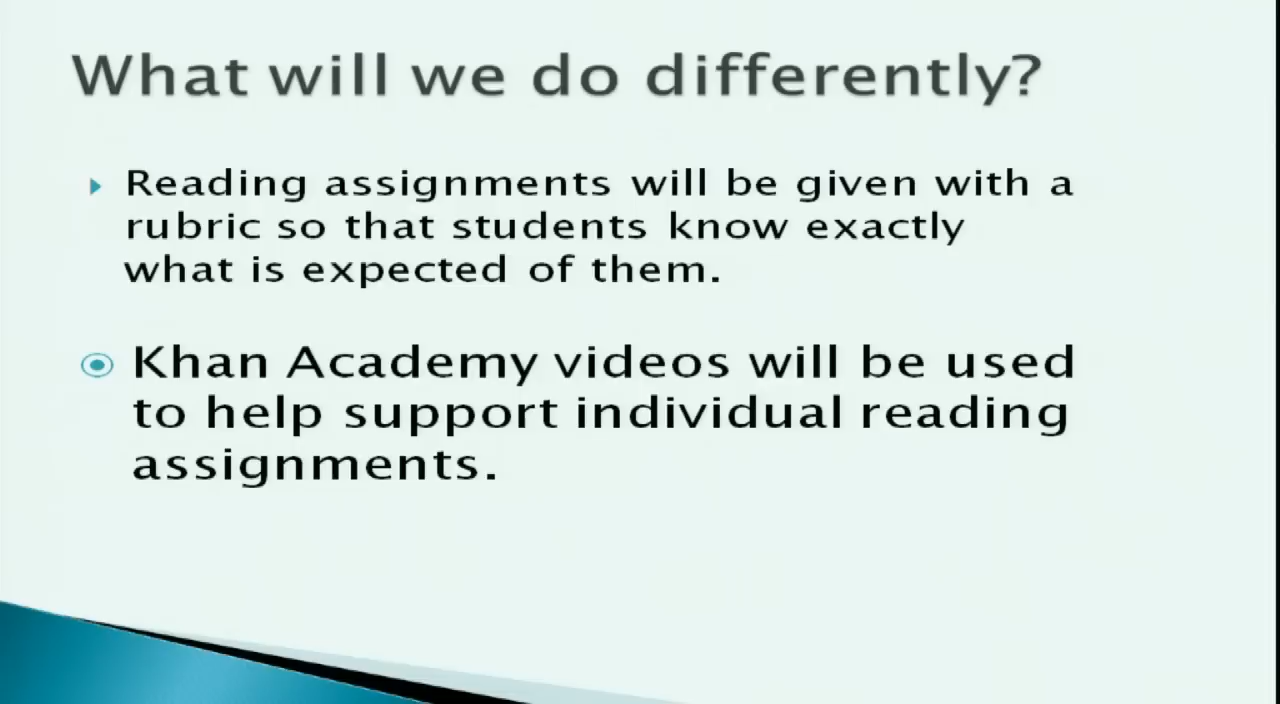 What will we do differently?
Reading assignments will be given with a
rubric so that students know exactly
what is expected of them.
Khan Academy videos will be used
to help support individual reading
assignments.